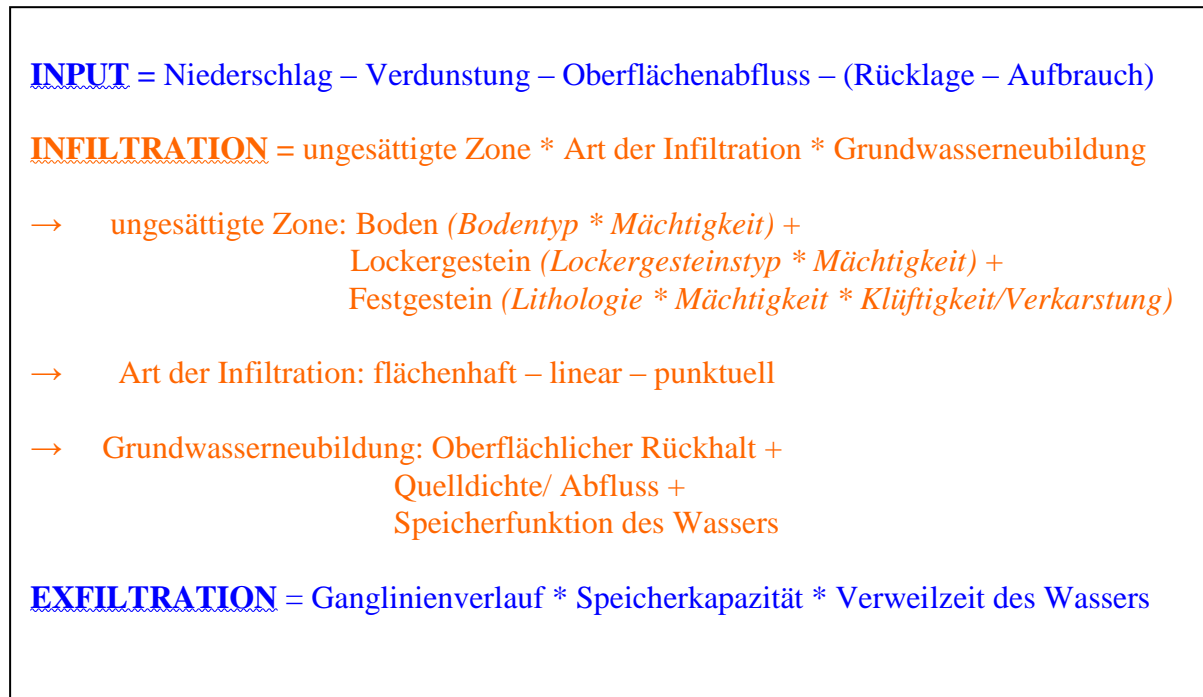 INPUT = Niederschlag – Verdunstung – Oberflächenabfluss – (Rücklage – Aufbrauch)
INFILTRATION = ungesättigte Zone * Art der Infiltration * Grundwasserneubildung
→ ungesättigte Zone: Boden (Bodentyp * Mächtigkeit) +
Lockergestein (Lockergesteinstyp * Mächtigkeit) +
Festgestein (Lithologie * Mächtigkeit * Klüftigkeit/Verkarstung)
→ Art der Infiltration: flächenhaft – linear – punktuell
→ Grundwasserneubildung: Oberflächlicher Rückhalt +
Quelldichte/ Abfluss +
Speicherfunktion des Wassers
EXFILTRATION = Ganglinienverlauf * Speicherkapazität * Verweilzeit des Wassers